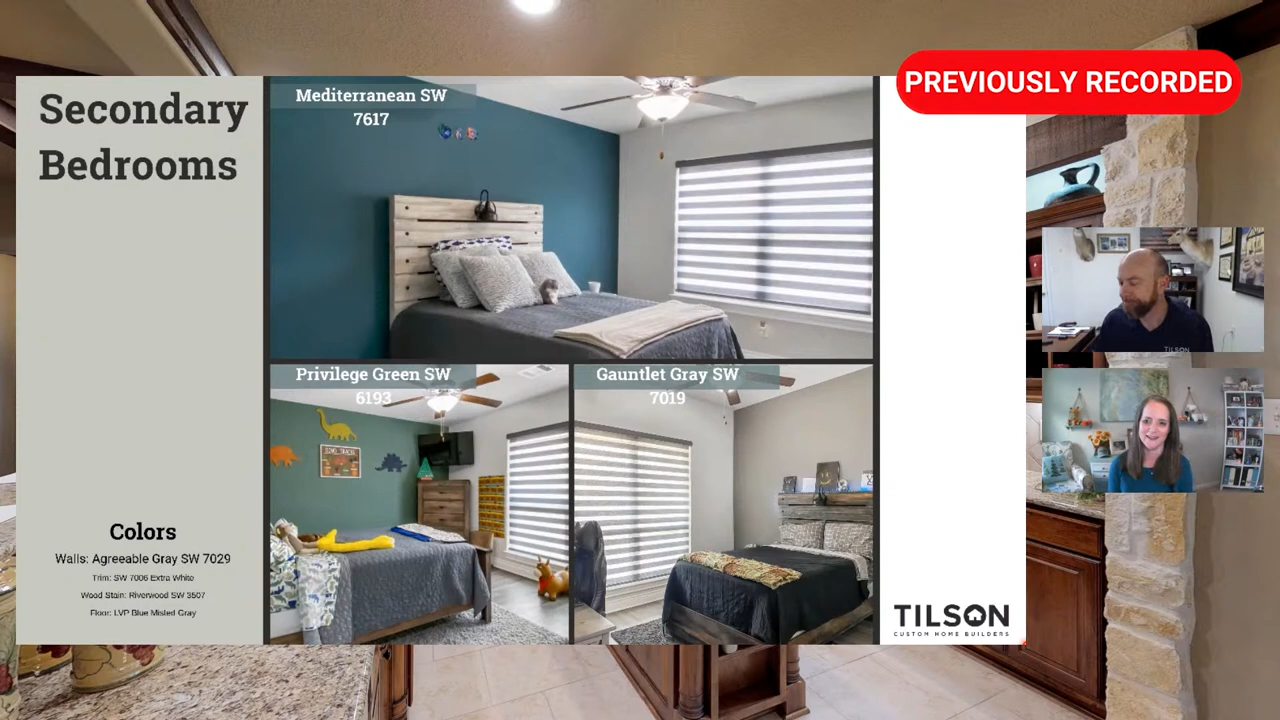 PREVIOUSLY RECORDED
Secondary
Bedrooms
Mediterranean SW
7617
Privilege Green SW
6193
Gauntlet Gray SW
7019
Colors
Walls: Agreeable Gray SW 7029
Trim: SW 7006 Extra White
Wood Stain: Riverwood SW 3507
Floor: LVP Blue Misled Gray
TILSON
CUSTOM HOME BUILDERS
TILSON